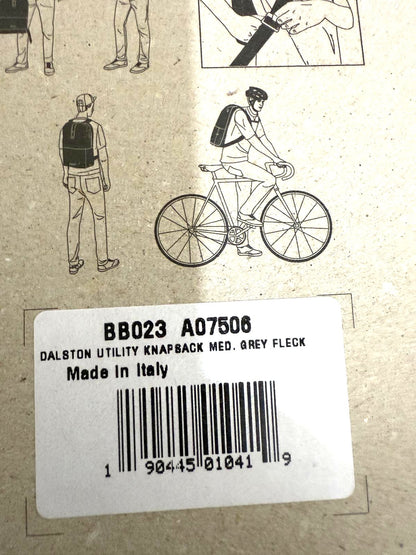 BB023 A07506
DALSTON UTILITY KNAPSACK MED. GREY FLECK
Made In Italy
1 90445 01041 9